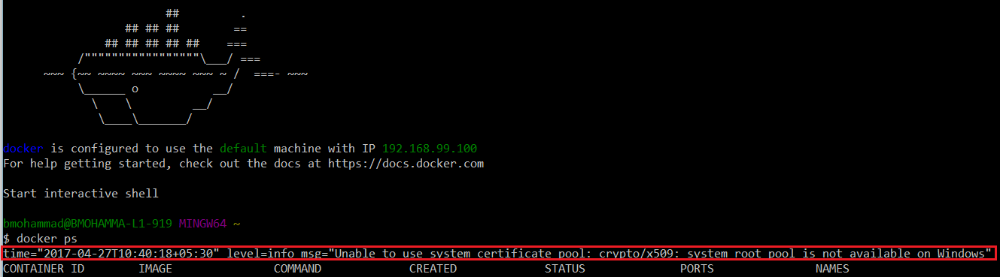 ##         .
                  ## ## ##        ==
               ## ## ## ## ##    ===
           /"""""""""""""""""\___/ ===
      ~~~ {~~ ~~~~ ~~~ ~~~~ ~~~ ~ /  ===- ~~~
           \______ o           __/
             \    \         __/
              \____\_______/
docker is configured to use the default machine with IP 192.168.99.100
For help getting started, check out the docs at https://docs.docker.com
Start interactive shell
bmohammad@BMOHAMMA-L1-919 MINGW64 ~
$ docker ps
time="2017-04-27T10:40:18+05:30" level=info msg="Unable to use system certificate pool: crypto/x509: system root pool is not available on Windows"
CONTAINER ID        IMAGE               COMMAND             CREATED             STATUS              PORTS               NAMES